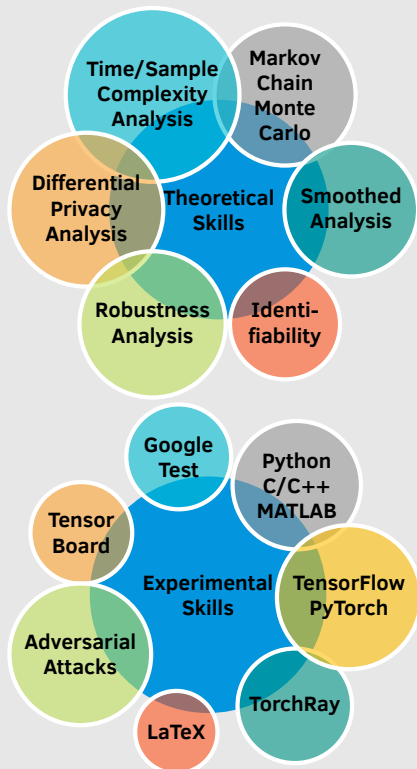 Time/Sample
Complexity
Analysis
Markov
Chain
Monte
Carlo
Differential
Privacy
Analysis
Theoretical
Skills
Smoothed
Analysis
Robustness
Analysis
Identi-
fiability
Google
Test
Python
C/C++
MATLAB
Tensor
Board
Experimental
Skills
TensorFlow
PyTorch
Adversarial
Attacks
TorchRay
LaTeX